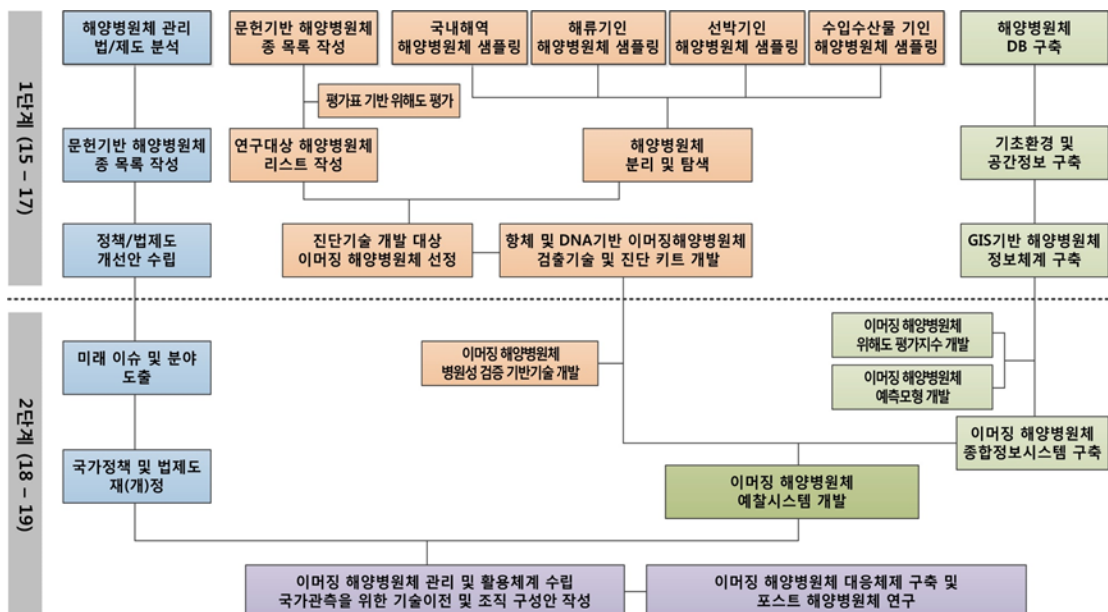 1단계 (15 – 17)
해양병원체 관리
법/제도 분석
문헌기반 해양병원체
종 목록 작성
국내해역
해양병원체 샘플링
해류기인
해양병원체 샘플링
선박기인
해양병원체 샘플링
수입수산물 기인
해양병원체 샘플링
해양병원체
DB 구축
평가표 기반 위해도 평가
문헌기반 해양병원체
종 목록 작성
연구대상 해양병원체
리스트 작성
해양병원체
분리 및 탐색
기초환경 및
공간정보 구축
정책/법제도
개선안 수립
진단기술 개발 대상
이머징 해양병원체 선정
항체 및 DNA기반 이머징해양병원체
검출기술 및 진단 키트 개발
GIS기반 해양병원체
정보체계 구축
2단계 (18 – 19)
미래 이슈 및 분야
도출
이머징 해양병원체
병원성 검증 기반기술 개발
이머징 해양병원체
위해도 평가지수 개발
이머징 해양병원체
예측모형 개발
이머징 해양병원체
종합정보시스템 구축
국가정책 및 법제도
재(개)정
이머징 해양병원체
예찰시스템 개발
이머징 해양병원체 관리 및 활용체계 수립
국가관측을 위한 기술이전 및 조직 구성안 작성
이머징 해양병원체 대응체제 구축 및
포스트 해양병원체 연구